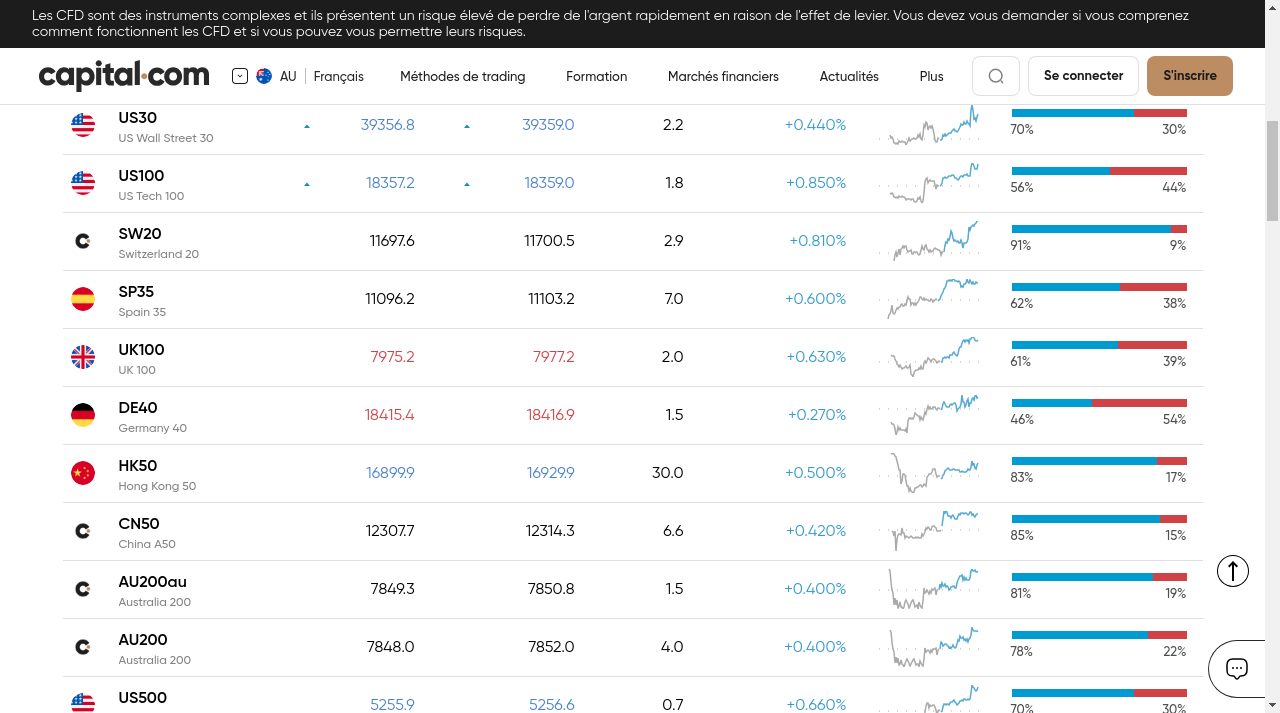 Les CFD sont des instruments complexes et ils présentent un risque élevé de perdre de l'argent rapidement en raison de l'effet de levier. Vous devez vous demander si vous comprenez
comment fonctionnent les CFD et si vous pouvez vous permettre leurs risques.
capital.com AU Français Méthodes de trading Formation Marchés financiers Actualités Plus Se connecter S'inscrire
US30 39356.8 39359.0 2.2 +0.440%
US Wall Street 30 70% 30%
US100 18357.2 18359.0 1.8 +0.850%
US Tech 100 56% 44%
SW20 11697.6 11700.5 2.9 +0.810%
Switzerland 20 91% 9%
SP35 11096.2 11103.2 7.0 +0.600%
Spain 35 62% 38%
UK100 7975.2 7977.2 2.0 +0.630%
UK 100 61% 39%
DE40 18415.4 18416.9 1.5 +0.270%
Germany 40 46% 54%
HK50 16899.9 16929.9 30.0 +0.500%
Hong Kong 50 83% 17%
CN50 12307.7 12314.3 6.6 +0.420%
China A50 85% 15%
AU200au 7849.3 7850.8 1.5 +0.400%
Australia 200 81% 19%
AU200 7848.0 7852.0 4.0 +0.400%
Australia 200 78% 22%
US500 5255.9 5256.6 0.7 +0.660%
70% 30%